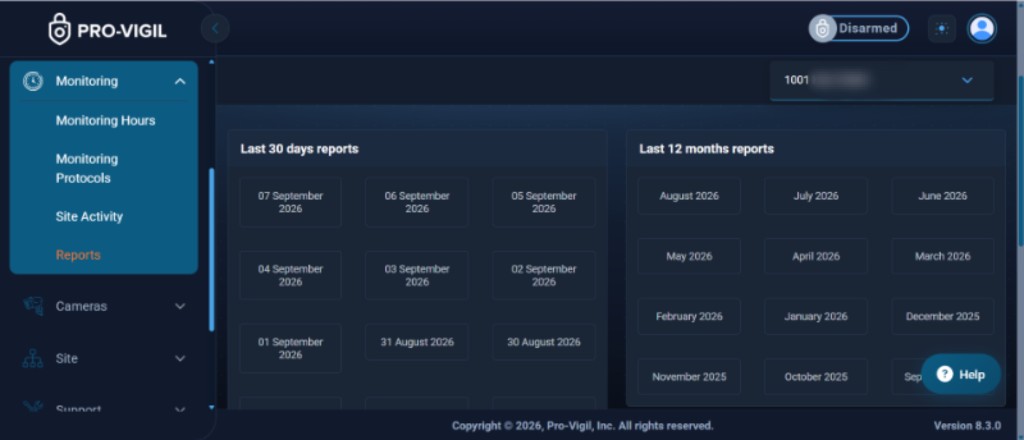 PRO-VIGIL
Disarmed
Monitoring
1001
Monitoring Hours
Monitoring
Protocols
Site Activity
Reports
Cameras
Site
Support
Last 30 days reports
07 September
2026
06 September
2026
05 September
2026
04 September
2026
03 September
2026
02 September
2026
01 September
2026
31 August 2026
30 August 2026
Last 12 months reports
August 2026
July 2026
June 2026
May 2026
April 2026
March 2026
February 2026
January 2026
December 2025
November 2025
October 2025
Sep
Help
Copyright © 2026, Pro-Vigil, Inc. All rights reserved.
Version 8.3.0